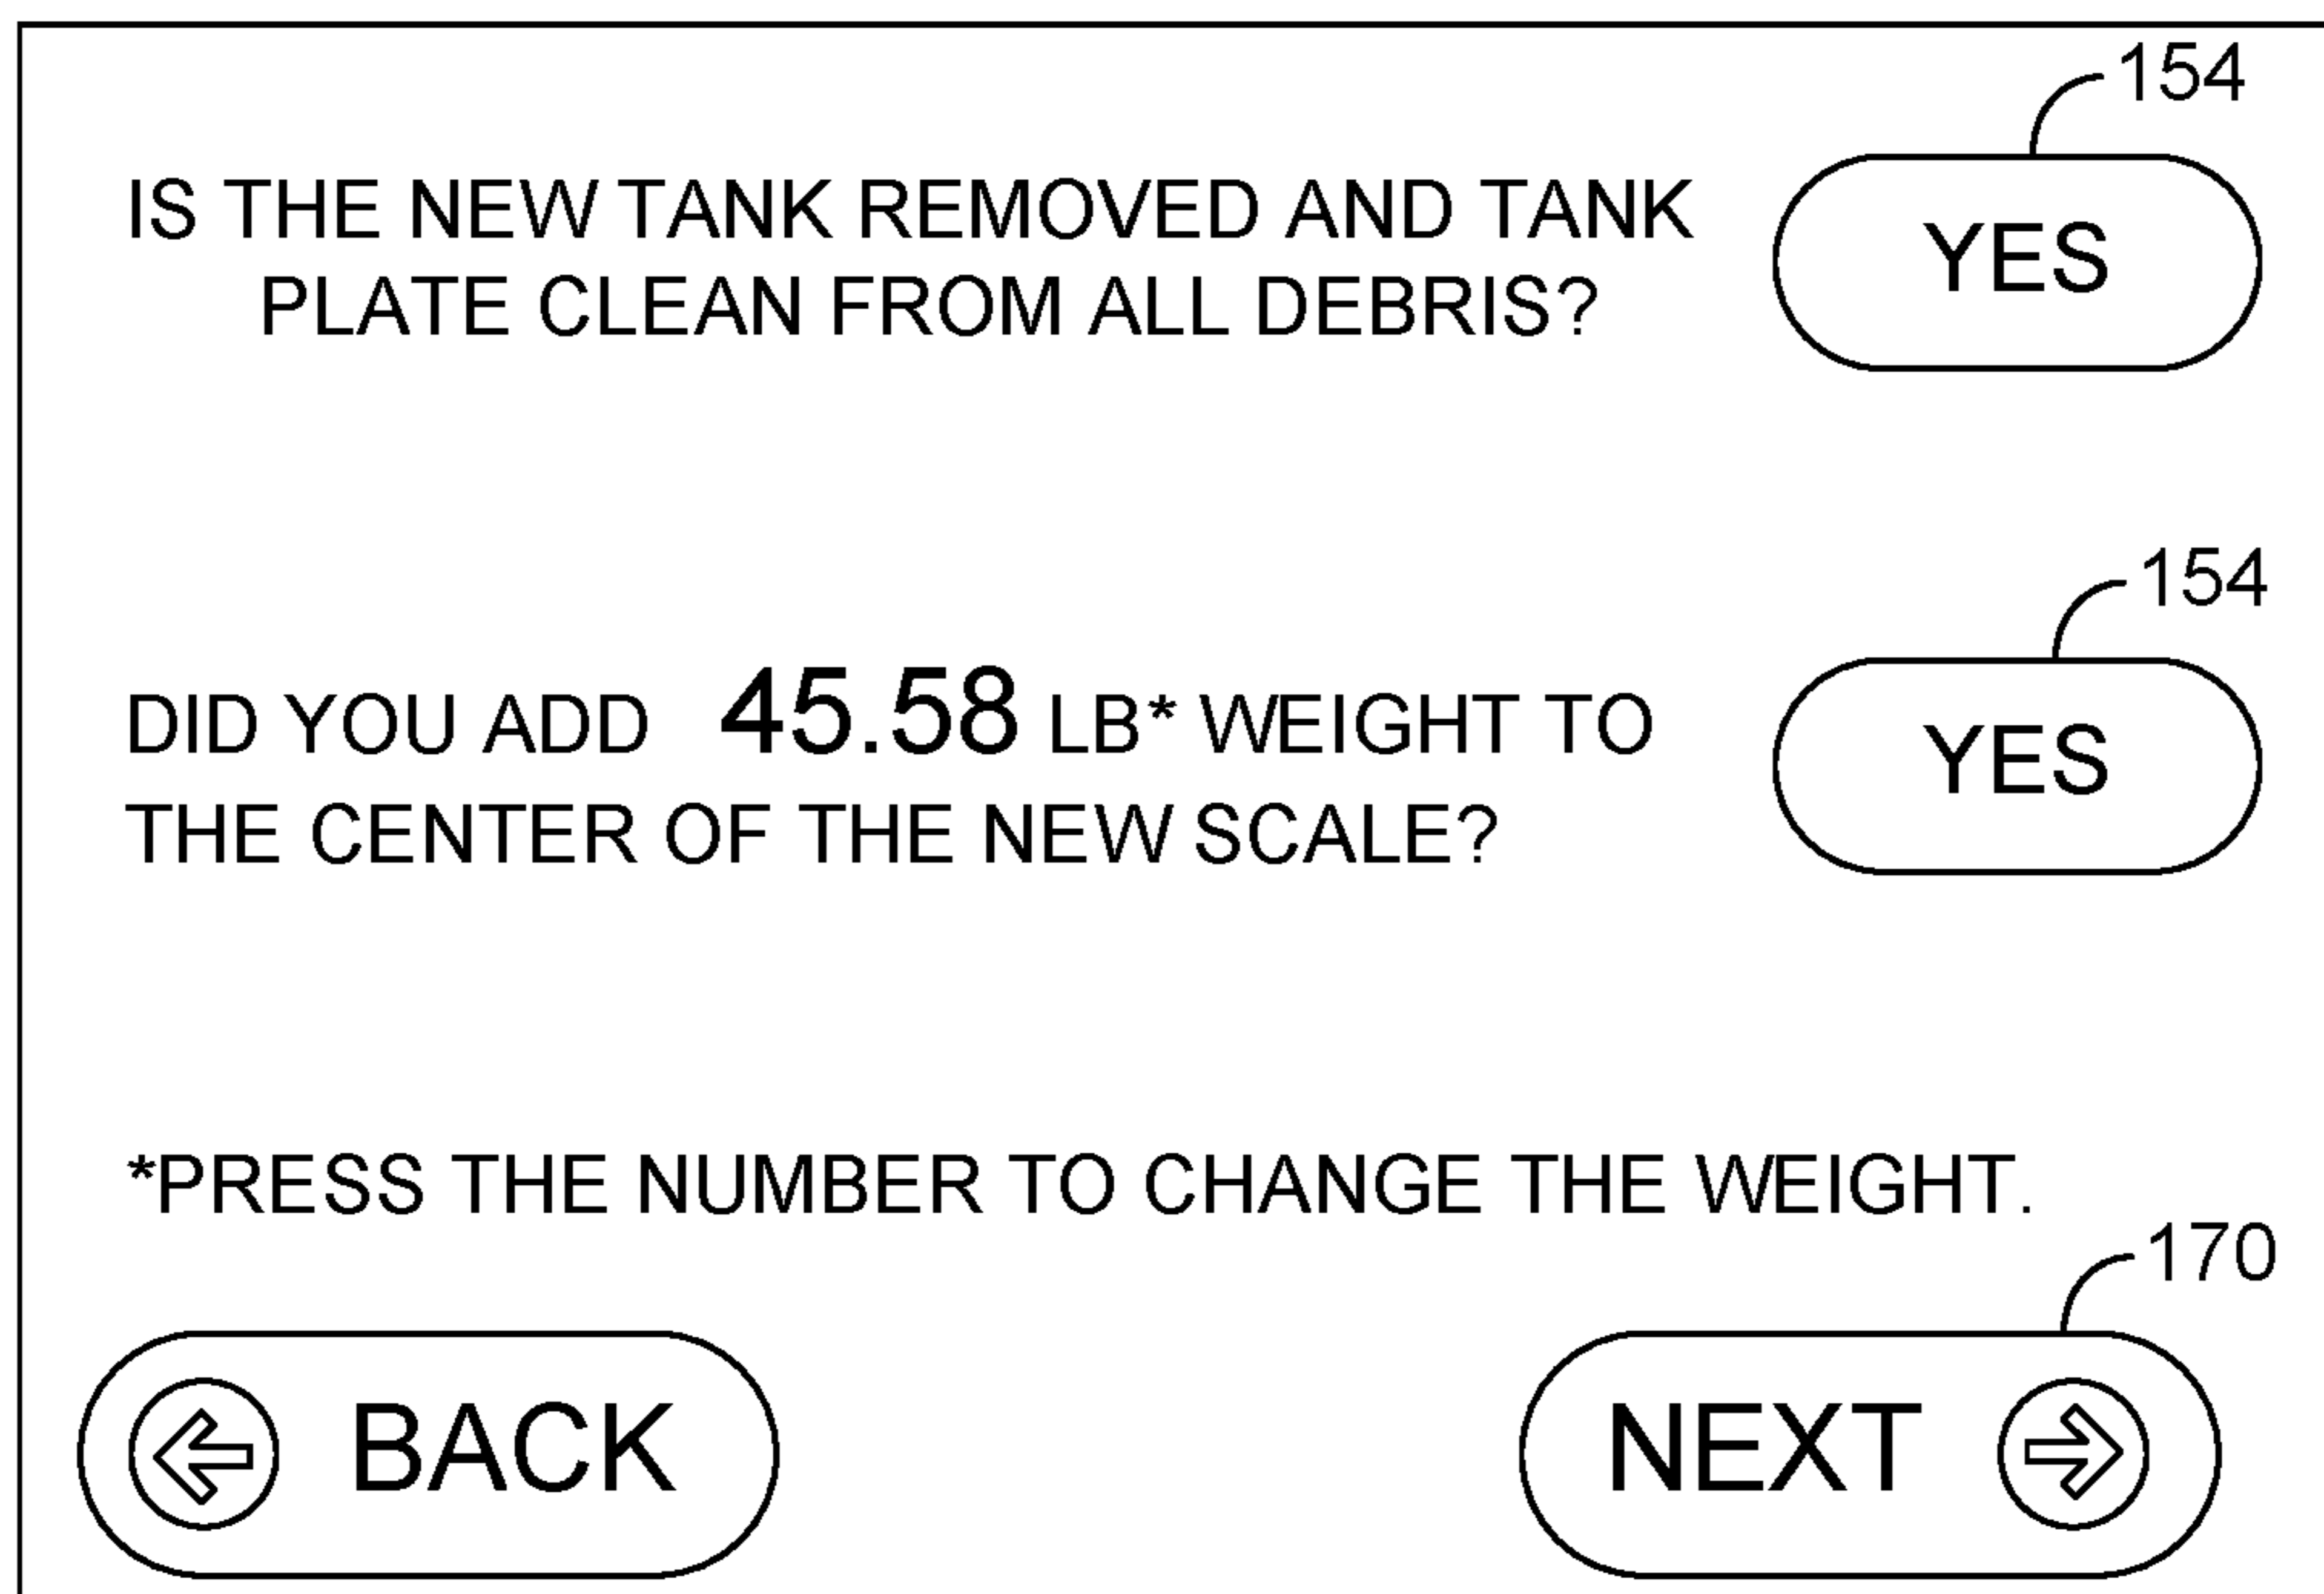 154
IS THE NEW TANK REMOVED AND TANK
PLATE CLEAN FROM ALL DEBRIS?
YES
154
DID YOU ADD 45.58 LB* WEIGHT TO
THE CENTER OF THE NEW SCALE?
YES
*PRESS THE NUMBER TO CHANGE THE WEIGHT.
170
BACK
NEXT